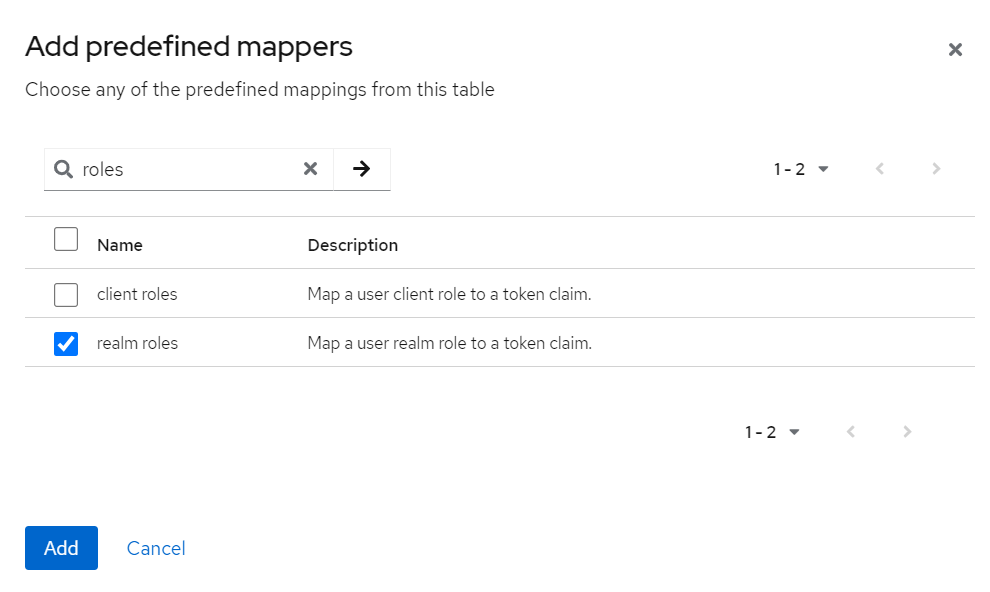 Add predefined mappers
Choose any of the predefined mappings from this table
roles
1 - 2
Name Description
client roles Map a user client role to a token claim.
realm roles Map a user realm role to a token claim.
1 - 2
Add Cancel